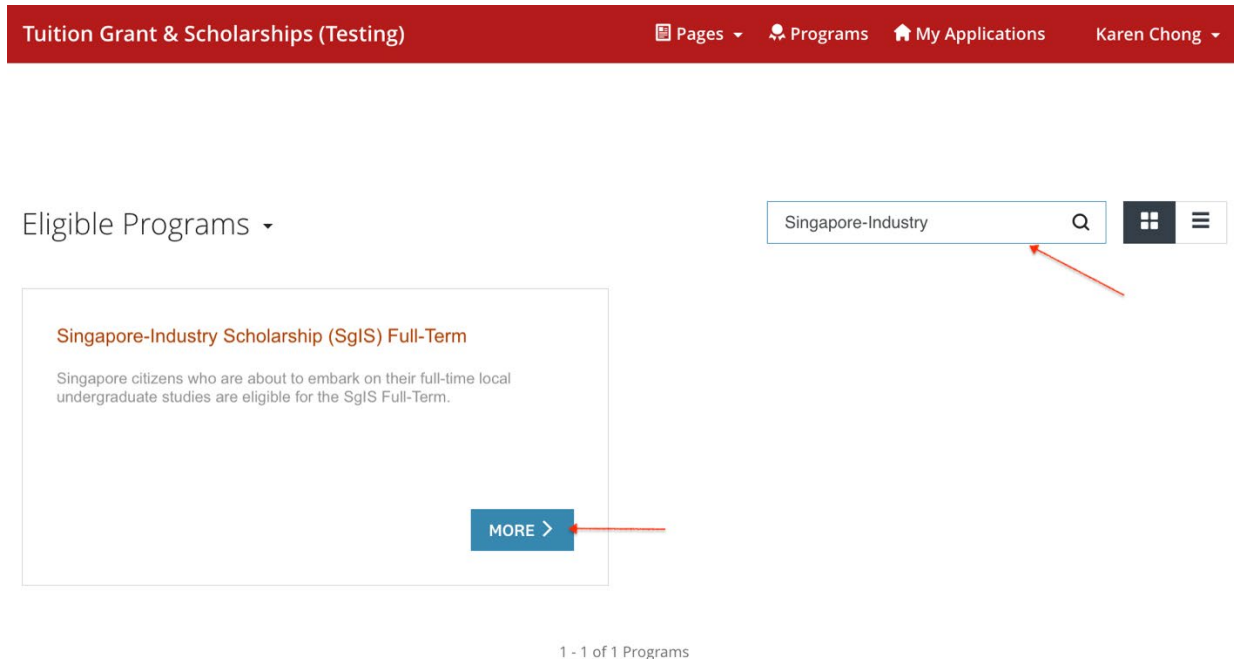 Tuition Grant & Scholarships (Testing) Pages Programs My Applications Karen Chong
Eligible Programs Singapore-Industry
Singapore-Industry Scholarship (SgIS) Full-Term
Singapore citizens who are about to embark on their full-time local
undergraduate studies are eligible for the SgIS Full-Term.
MORE
1 - 1 of 1 Programs